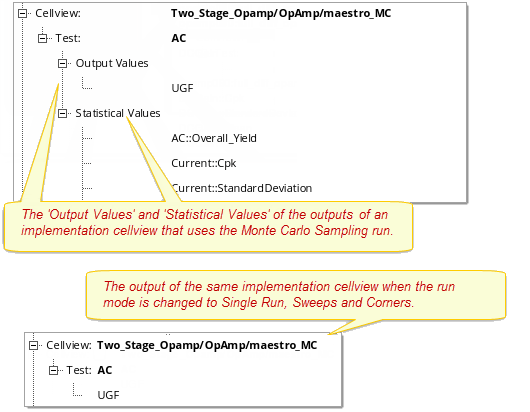 Cellview: Two_Stage_Opamp/OpAmp/maestro_MC
Test: AC
Output Values
UGF
Statistical Values
AC::Overall_Yield
Current::Cpk
Current::StandardDeviation
The 'Output Values' and 'Statistical Values' of the outputs of an
implementation cellview that uses the Monte Carlo Sampling run.
The output of the same implementation cellview when the run
mode is changed to Single Run, Sweeps and Corners.
Cellview: Two_Stage_Opamp/OpAmp/maestro_MC
Test: AC
UGF